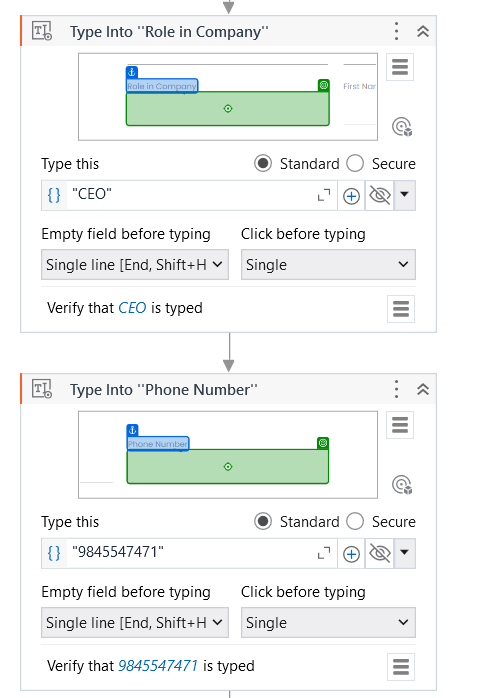 Type Into "Role in Company"
Role in Company
First Nar
Type this
Standard
Secure
{} "CEO"
Empty field before typing
Click before typing
Single line [End, Shift+H
Single
Verify that CEO is typed
Type Into "Phone Number"
Phone Number
Type this
Standard
Secure
{} "9845547471"
Empty field before typing
Click before typing
Single line [End, Shift+H
Single
Verify that 9845547471 is typed